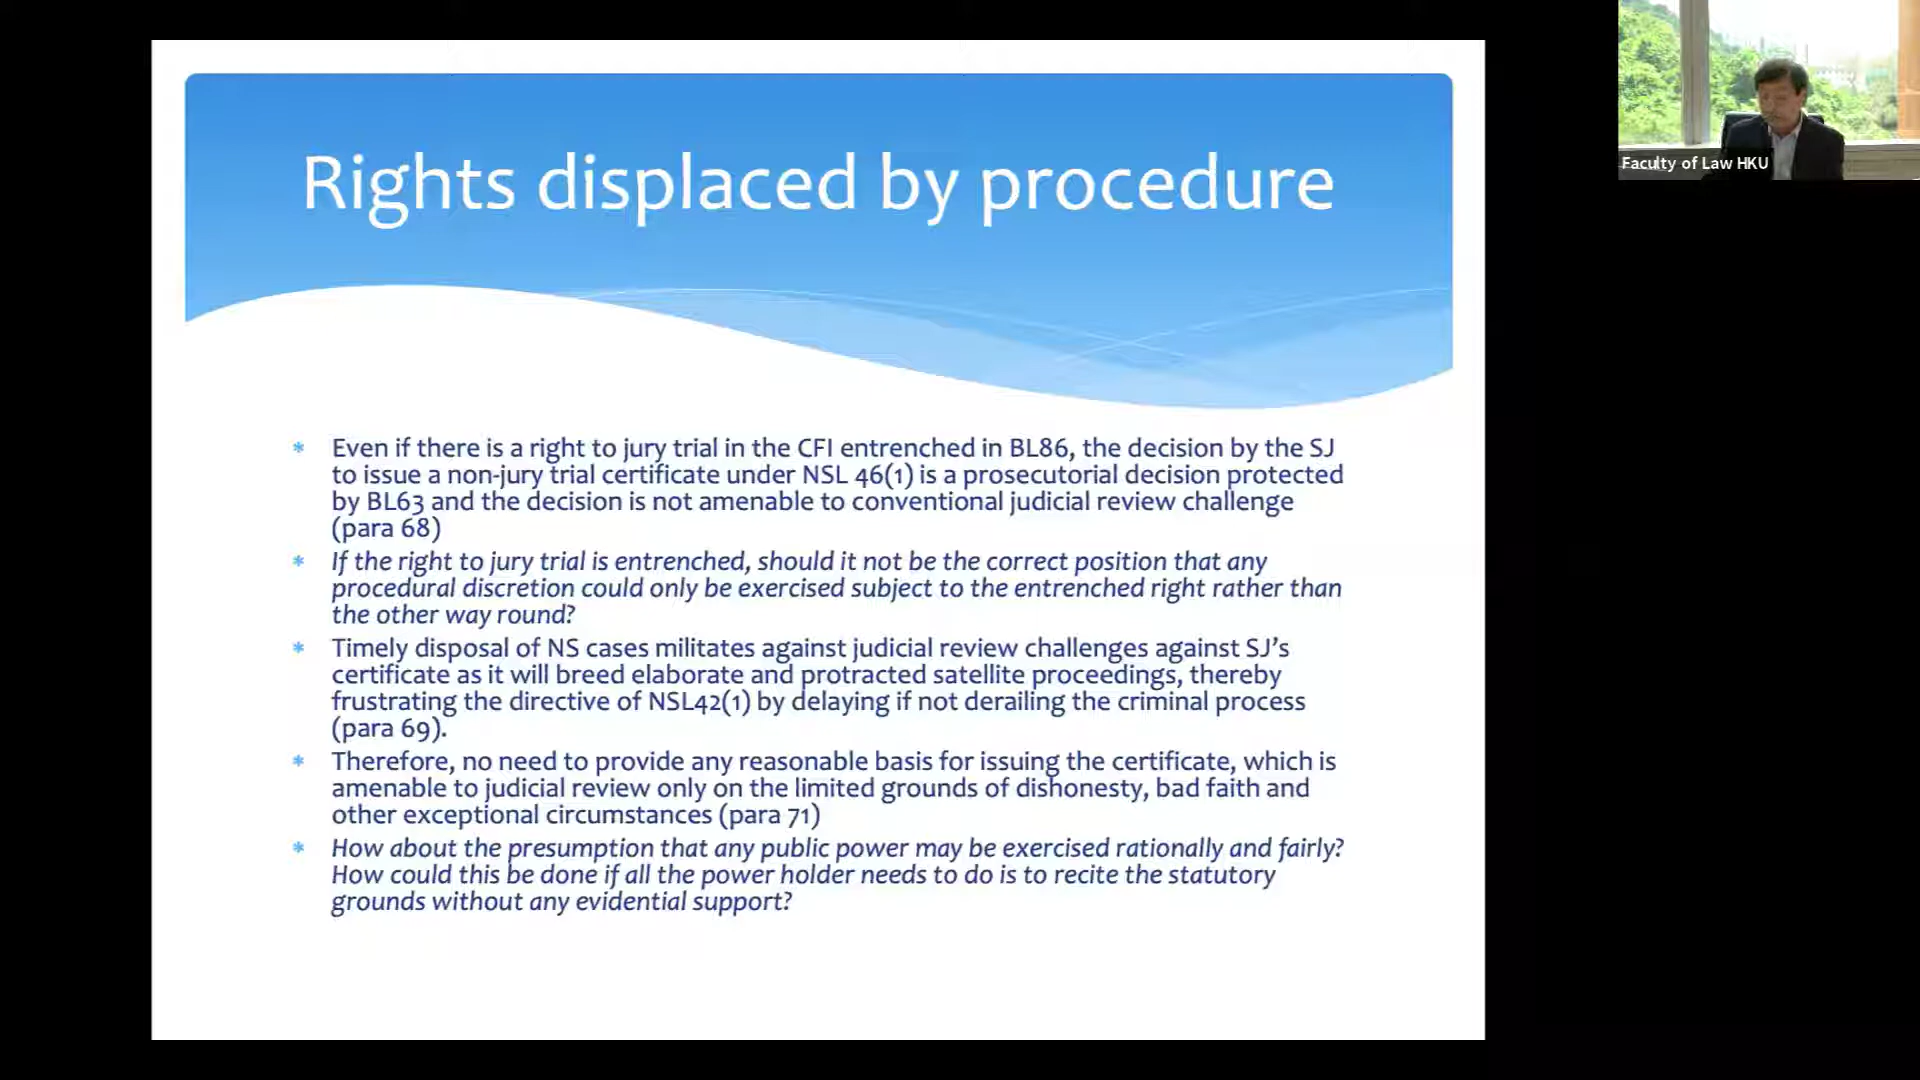 Rights displaced by procedure
* Even if there is a right to jury trial in the CFI entrenched in BL86, the decision by the SJ
to issue a non-jury trial certificate under NSL 46(1) is a prosecutorial decision protected
by BL63 and the decision is not amenable to conventional judicial review challenge
(para 68)
* If the right to jury trial is entrenched, should it not be the correct position that any
procedural discretion could only be exercised subject to the entrenched right rather than
the other way round?
* Timely disposal of NS cases militates against judicial review challenges against SJ’s
certificate as it will breed elaborate and protracted satellite proceedings, thereby
frustrating the directive of NSL42(1) by delaying if not derailing the criminal process
(para 69).
* Therefore, no need to provide any reasonable basis for issuing the certificate, which is
amenable to judicial review only on the limited grounds of dishonesty, bad faith and
other exceptional circumstances (para 71)
* How about the presumption that any public power may be exercised rationally and fairly?
How could this be done if all the power holder needs to do is to recite the statutory
grounds without any evidential support?
Faculty of Law HKU